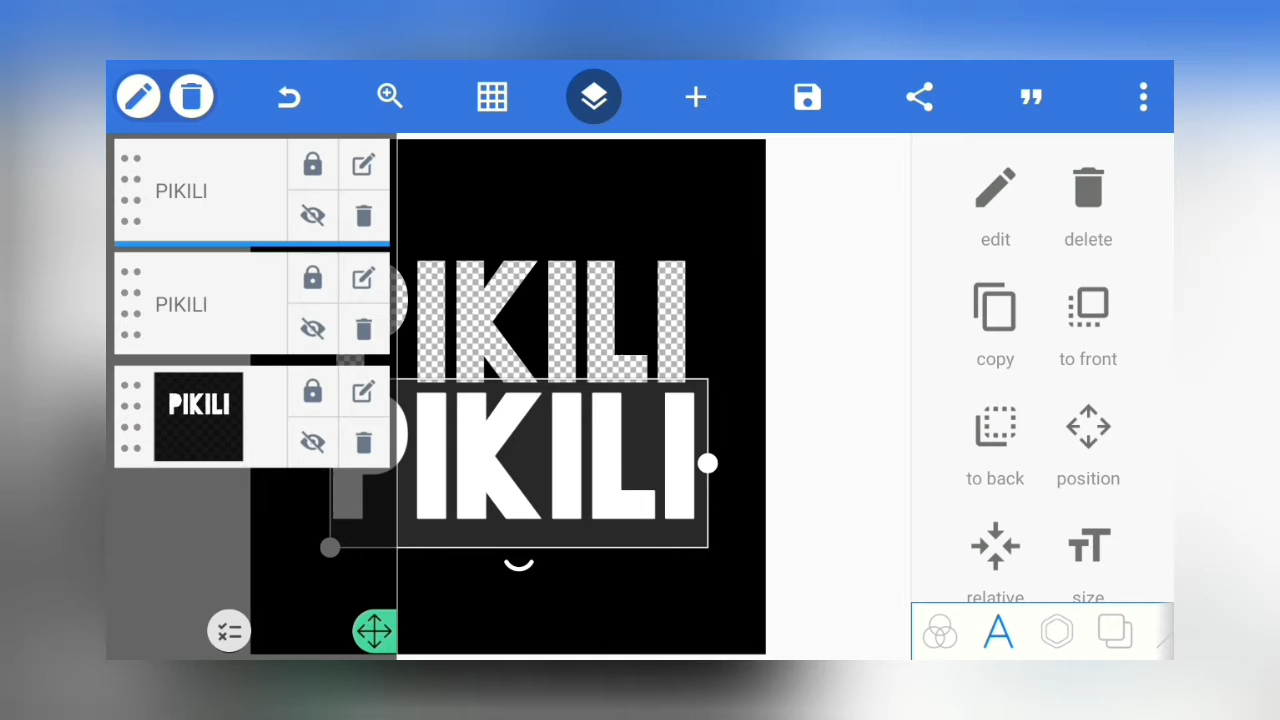 PIKILI
PIKILI
PIKILI
PIKILI
PIKILI
edit
delete
copy
to front
to back
position
relative
size